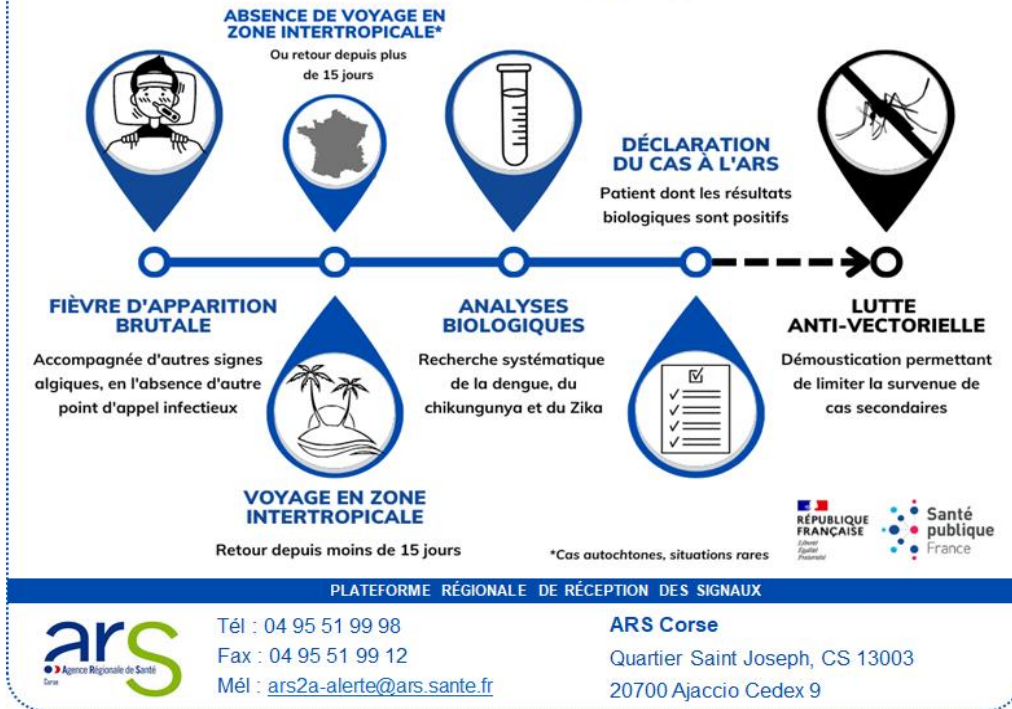 ABSENCE DE VOYAGE EN
ZONE INTERTROPICALE*
Ou retour depuis plus
de 15 jours
DÉCLARATION
DU CAS À L'ARS
Patient dont les résultats
biologiques sont positifs
FIÈVRE D'APPARITION
BRUTALE
Accompagnée d'autres signes
algiques, en l'absence d'autre
point d'appel infectieux
ANALYSES
BIOLOGIQUES
Recherche systématique
de la dengue, du
chikungunya et du Zika
LUTTE
ANTI-VECTORIELLE
Démoustication permettant
de limiter la survenue de
cas secondaires
VOYAGE EN ZONE
INTERTROPICALE
Retour depuis moins de 15 jours
*Cas autochtones, situations rares
RÉPUBLIQUE
FRANÇAISE
Liberté
Égalité
Fraternité
Santé
publique
France
PLATEFORME RÉGIONALE DE RÉCEPTION DES SIGNAUX
ars
Agence Régionale de Santé
Corse
Tél : 04 95 51 99 98
Fax : 04 95 51 99 12
Mél : ars2a-alerte@ars.sante.fr
ARS Corse
Quartier Saint Joseph, CS 13003
20700 Ajaccio Cedex 9